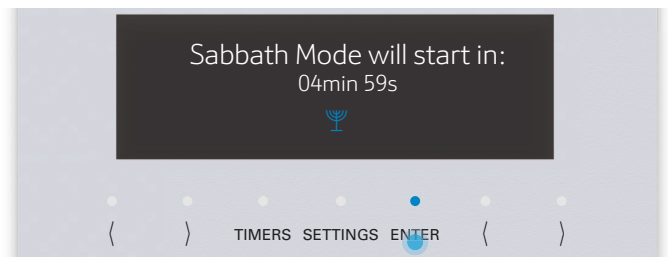 Sabbath Mode will start in:
04min 59s
⟨ ⟩ TIMERS SETTINGS ENTER ⟨ ⟩